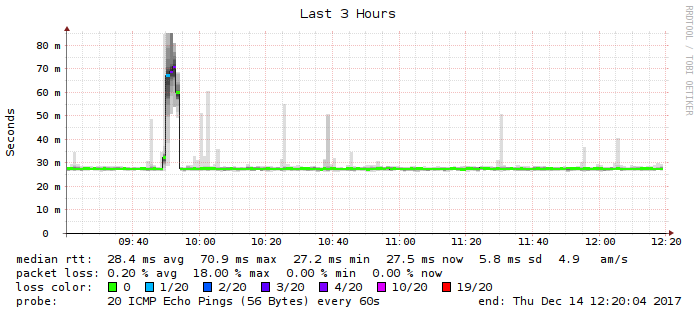 Last 3 Hours
RRDTOOL / TOBI OETIKER
Seconds
80 m
70 m
60 m
50 m
40 m
30 m
20 m
10 m
0
09:40 10:00 10:20 10:40 11:00 11:20 11:40 12:00 12:20
median rtt: 28.4 ms avg 70.9 ms max 27.2 ms min 27.5 ms now 5.8 ms sd 4.9 am/s
packet loss: 0.20 % avg 18.00 % max 0.00 % min 0.00 % now
loss color: 0 1/20 2/20 3/20 4/20 10/20 19/20
probe: 20 ICMP Echo Pings (56 Bytes) every 60s end: Thu Dec 14 12:20:04 2017